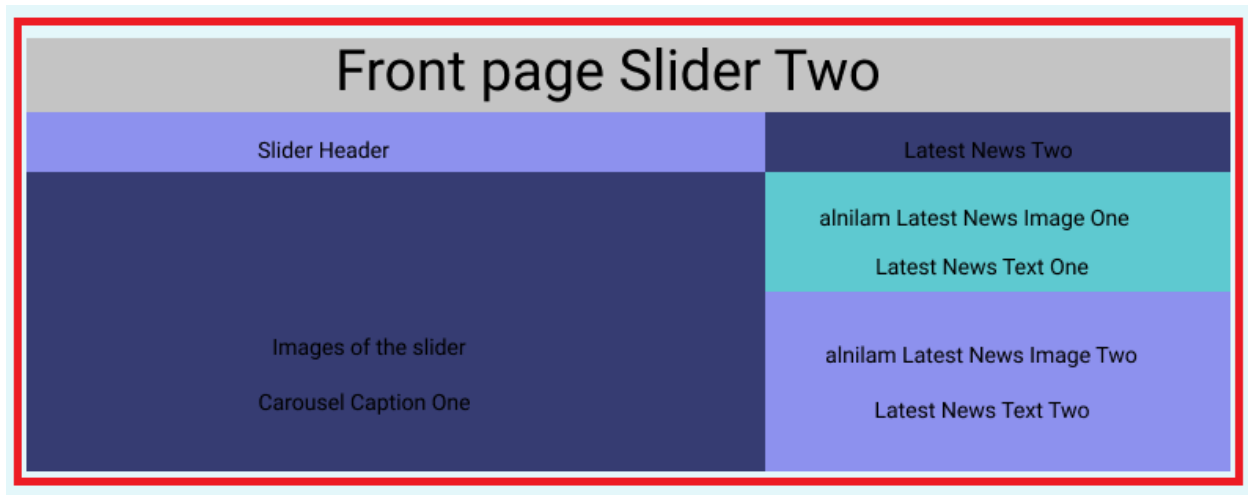 Front page Slider Two
Slider Header
Latest News Two
alnilam Latest News Image One
Latest News Text One
Images of the slider
Carousel Caption One
alnilam Latest News Image Two
Latest News Text Two